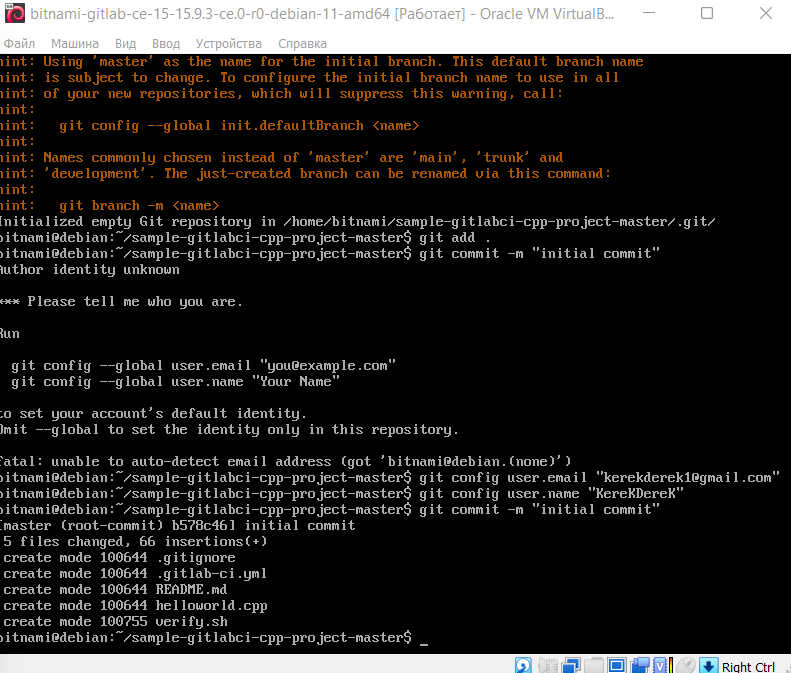 bitnami-gitlab-ce-15-15.9.3-ce.0-r0-debian-11-amd64 [Работает] - Oracle VM VirtualB...
Файл Машина Вид Ввод Устройства Справка
hint: Using 'master' as the name for the initial branch. This default branch name
hint: is subject to change. To configure the initial branch name to use in all
hint: of your new repositories, which will suppress this warning, call:
hint:
hint:   git config --global init.defaultBranch <name>
hint:
hint: Names commonly chosen instead of 'master' are 'main', 'trunk' and
hint: 'development'. The just-created branch can be renamed via this command:
hint:
hint:   git branch -m <name>
Initialized empty Git repository in /home/bitnami/sample-gitlabci-cpp-project-master/.git/
bitnami@debian:~/sample-gitlabci-cpp-project-master$ git add .
bitnami@debian:~/sample-gitlabci-cpp-project-master$ git commit -m "initial commit"
Author identity unknown
*** Please tell me who you are.
Run
  git config --global user.email "you@example.com"
  git config --global user.name "Your Name"
to set your account's default identity.
Omit --global to set the identity only in this repository.
fatal: unable to auto-detect email address (got 'bitnami@debian.(none)')
bitnami@debian:~/sample-gitlabci-cpp-project-master$ git config user.email "kerekderek1@gmail.com"
bitnami@debian:~/sample-gitlabci-cpp-project-master$ git config user.name "KereKDereK"
bitnami@debian:~/sample-gitlabci-cpp-project-master$ git commit -m "initial commit"
[master (root-commit) b578c46] initial commit
 5 files changed, 66 insertions(+)
 create mode 100644 .gitignore
 create mode 100644 .gitlab-ci.yml
 create mode 100644 README.md
 create mode 100644 helloworld.cpp
 create mode 100755 verify.sh
bitnami@debian:~/sample-gitlabci-cpp-project-master$ _
Right Ctrl